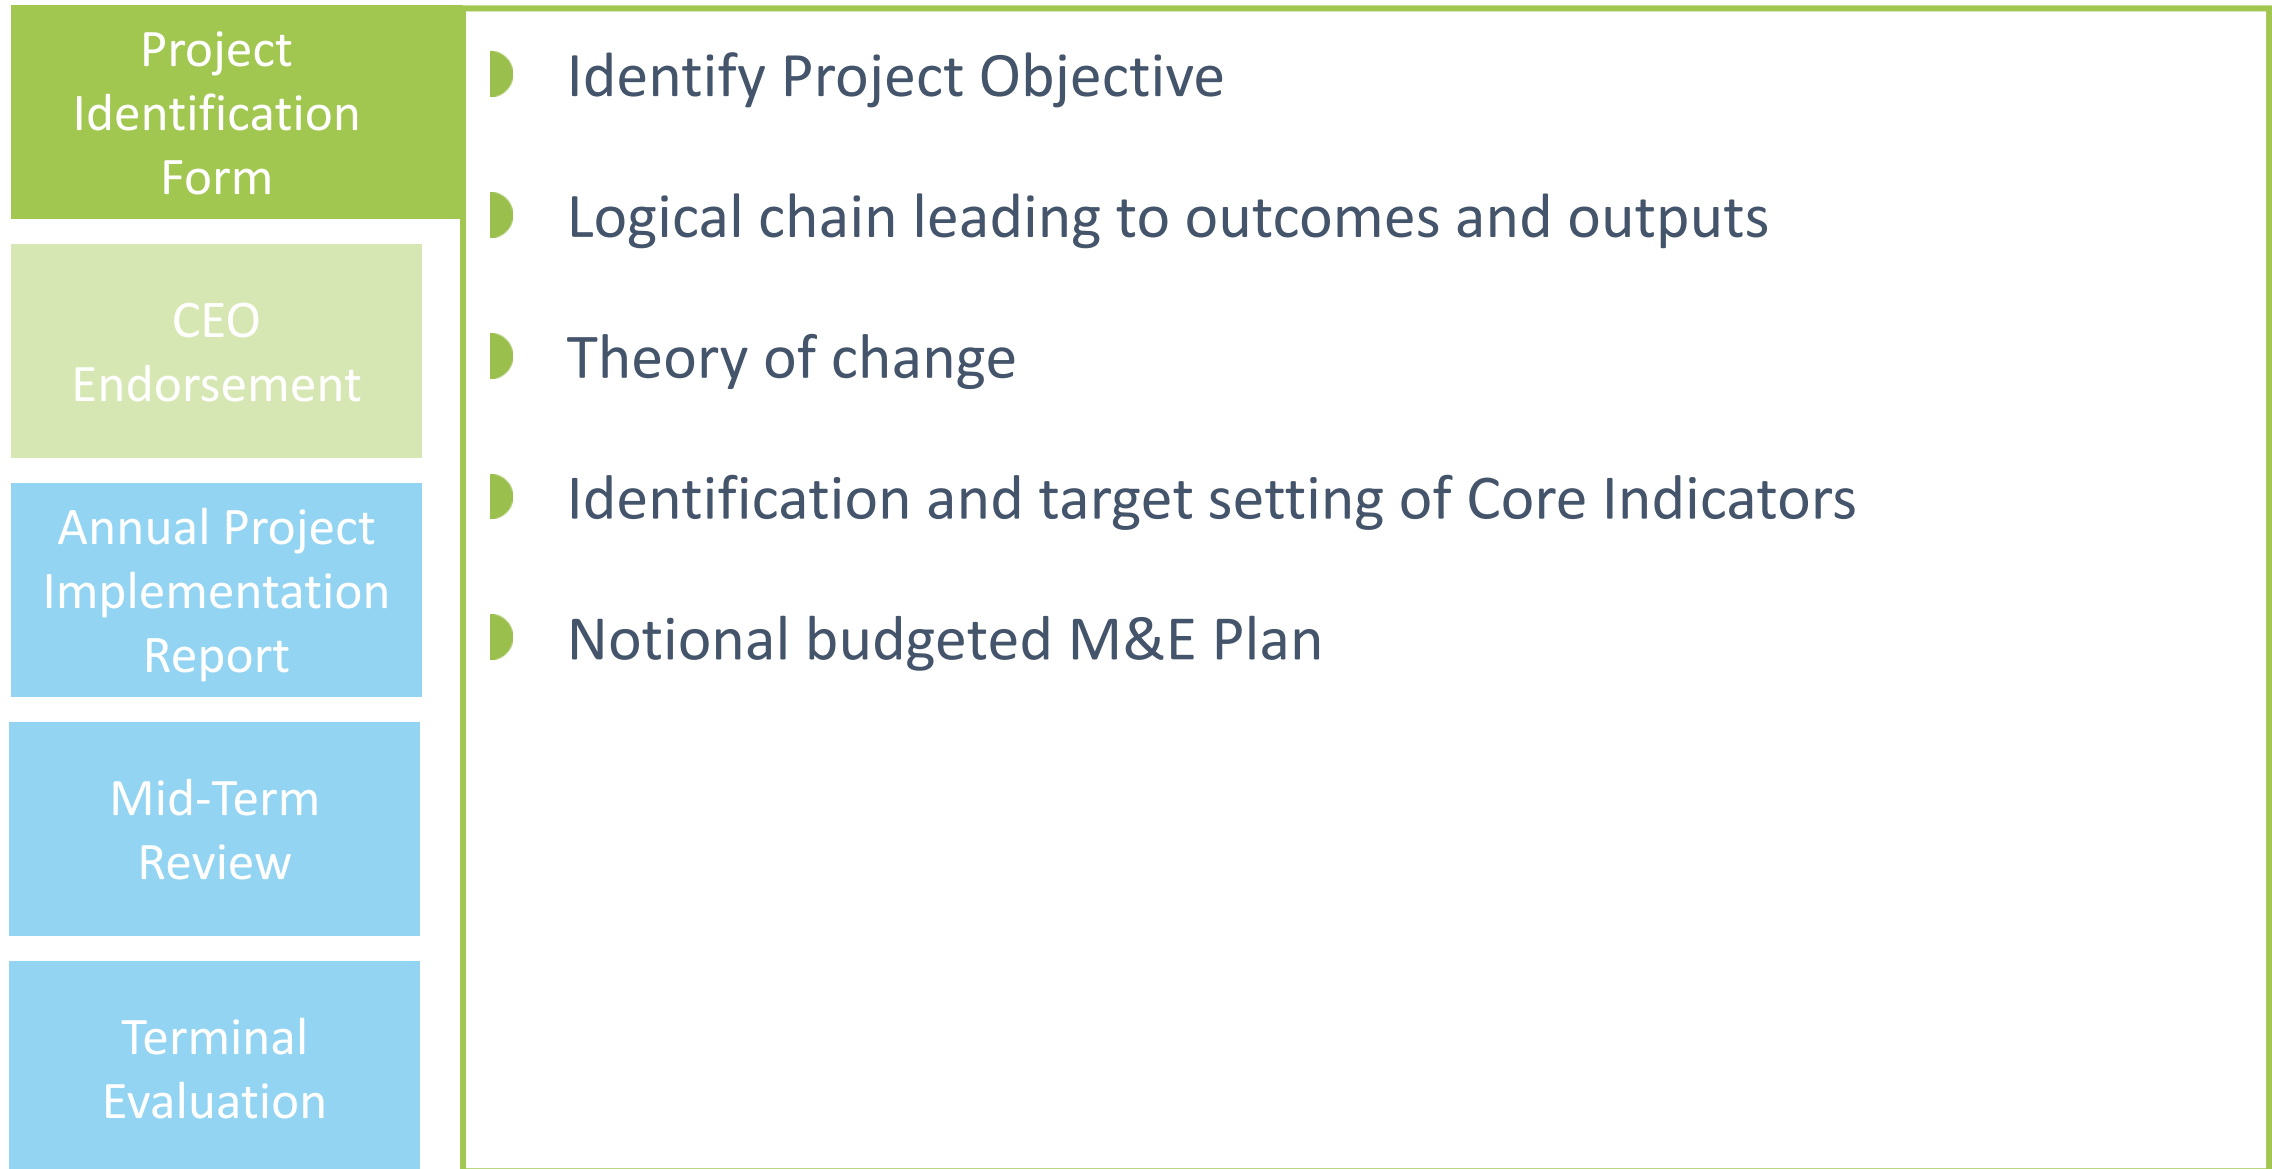 Project
Identification
Form
CEO
Endorsement
Annual Project
Implementation
Report
Mid-Term
Review
Terminal
Evaluation
Identify Project Objective
Logical chain leading to outcomes and outputs
Theory of change
Identification and target setting of Core Indicators
Notional budgeted M&E Plan